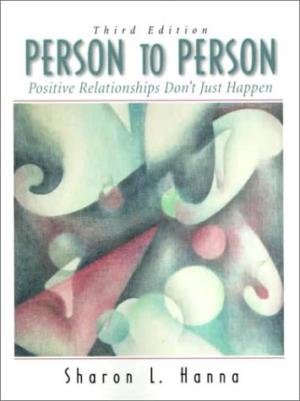 Third Edition
PERSON TO PERSON
Positive Relationships Don't Just Happen
Sharon L. Hanna